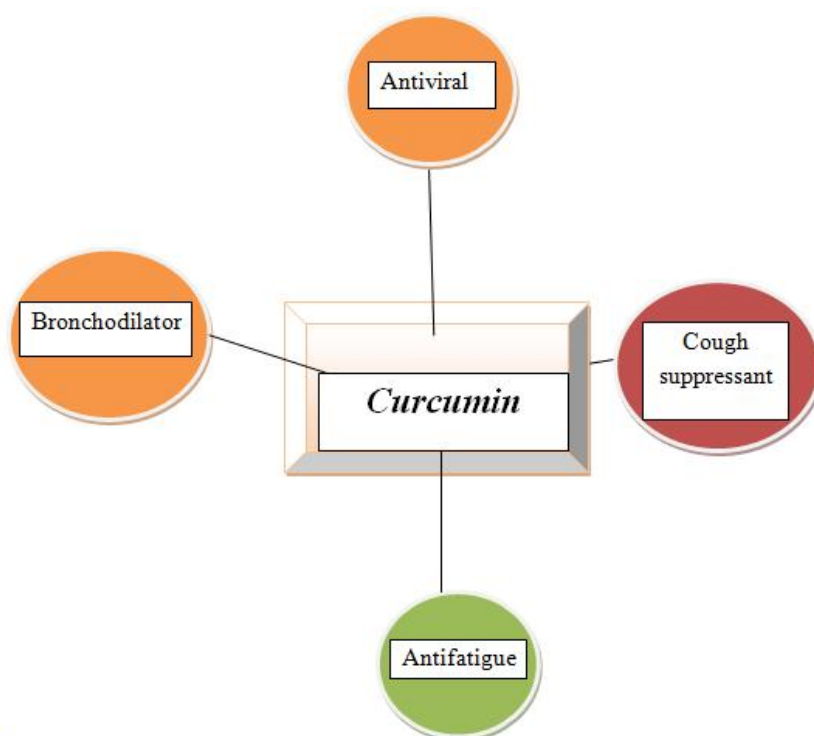 Antiviral
Bronchodilator
Cough
suppressant
Curcumin
Antifatigue